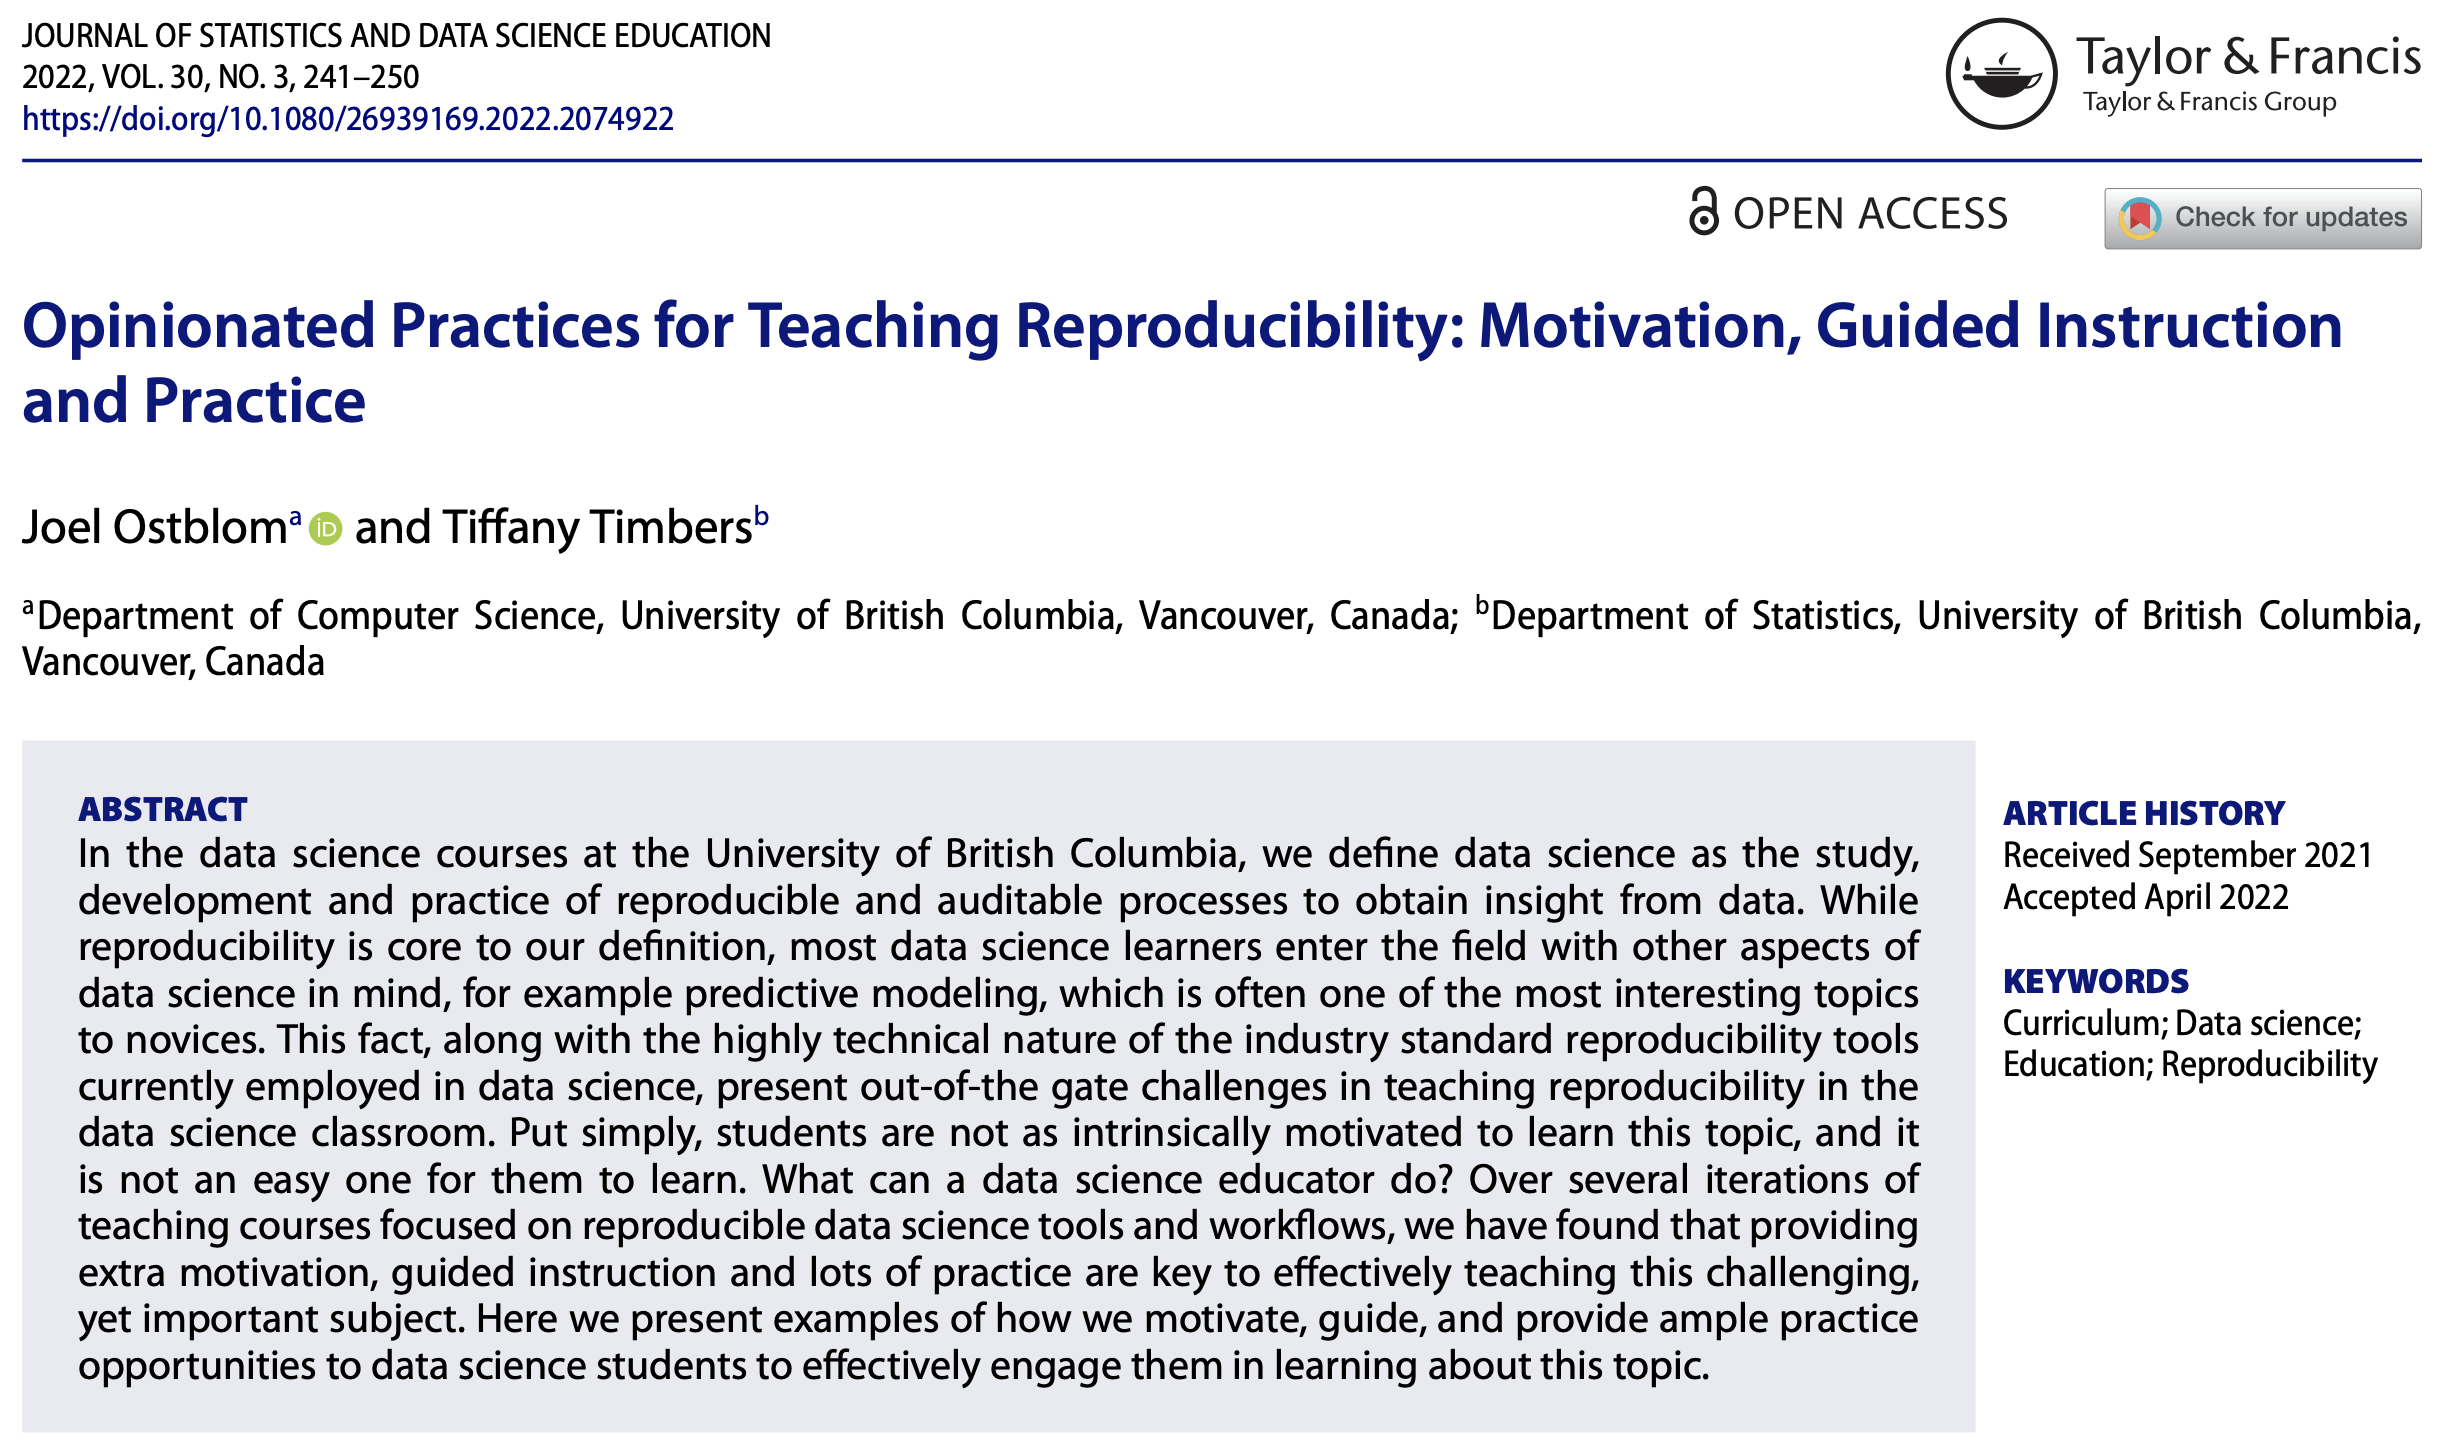 JOURNAL OF STATISTICS AND DATA SCIENCE EDUCATION
2022, VOL. 30, NO. 3, 241–250
https://doi.org/10.1080/26939169.2022.2074922
Taylor & Francis
Taylor & Francis Group
OPEN ACCESS
Check for updates
Opinionated Practices for Teaching Reproducibility: Motivation, Guided Instruction
and Practice
Joel Ostblomᵃ iD and Tiffany Timbersᵇ
ᵃDepartment of Computer Science, University of British Columbia, Vancouver, Canada; ᵇDepartment of Statistics, University of British Columbia,
Vancouver, Canada
ABSTRACT
In the data science courses at the University of British Columbia, we define data science as the study,
development and practice of reproducible and auditable processes to obtain insight from data. While
reproducibility is core to our definition, most data science learners enter the field with other aspects of
data science in mind, for example predictive modeling, which is often one of the most interesting topics
to novices. This fact, along with the highly technical nature of the industry standard reproducibility tools
currently employed in data science, present out-of-the gate challenges in teaching reproducibility in the
data science classroom. Put simply, students are not as intrinsically motivated to learn this topic, and it
is not an easy one for them to learn. What can a data science educator do? Over several iterations of
teaching courses focused on reproducible data science tools and workflows, we have found that providing
extra motivation, guided instruction and lots of practice are key to effectively teaching this challenging,
yet important subject. Here we present examples of how we motivate, guide, and provide ample practice
opportunities to data science students to effectively engage them in learning about this topic.
ARTICLE HISTORY
Received September 2021
Accepted April 2022
KEYWORDS
Curriculum; Data science;
Education; Reproducibility